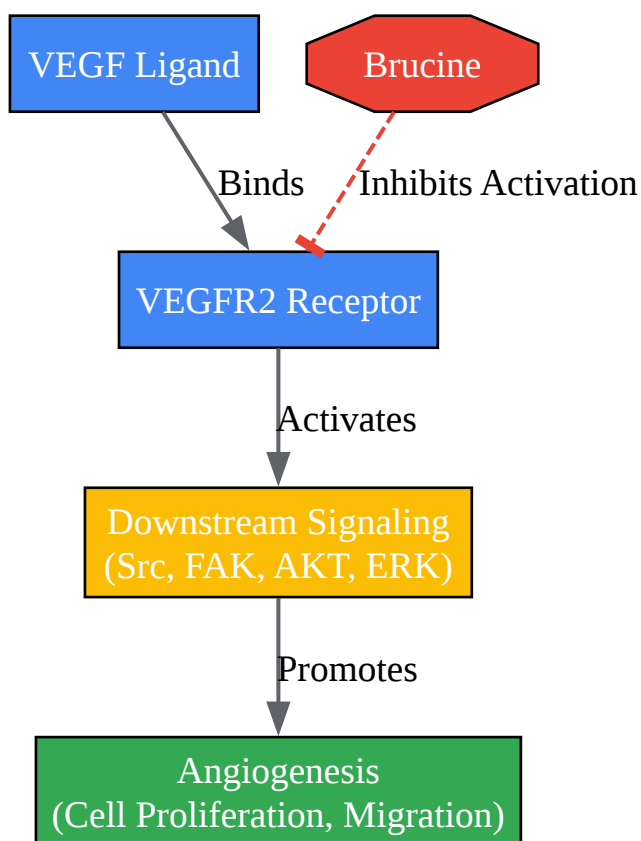 VEGF Ligand
Brucine
Binds
Inhibits Activation
VEGFR2 Receptor
Activates
Downstream Signaling
(Src, FAK, AKT, ERK)
Promotes
Angiogenesis
(Cell Proliferation, Migration)